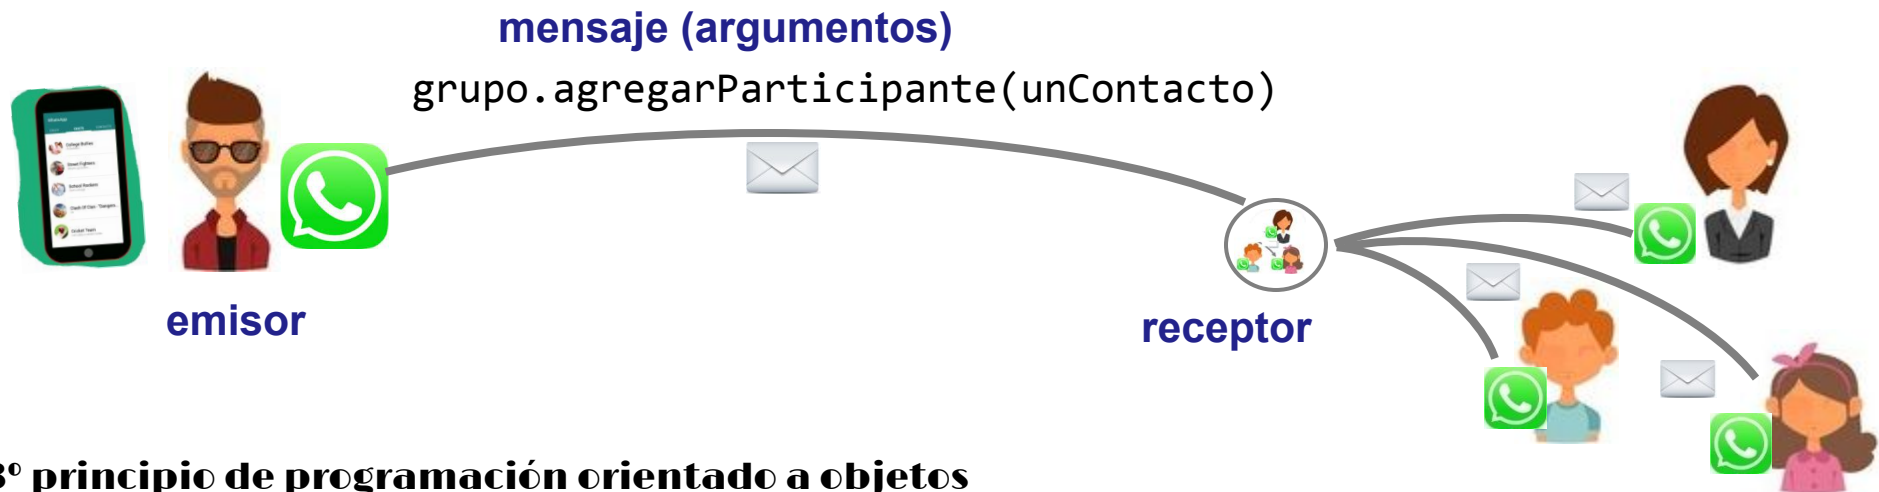 mensaje (argumentos)
grupo.agregarParticipante(unContacto)
emisor
receptor
º principio de programación orientado a objetos